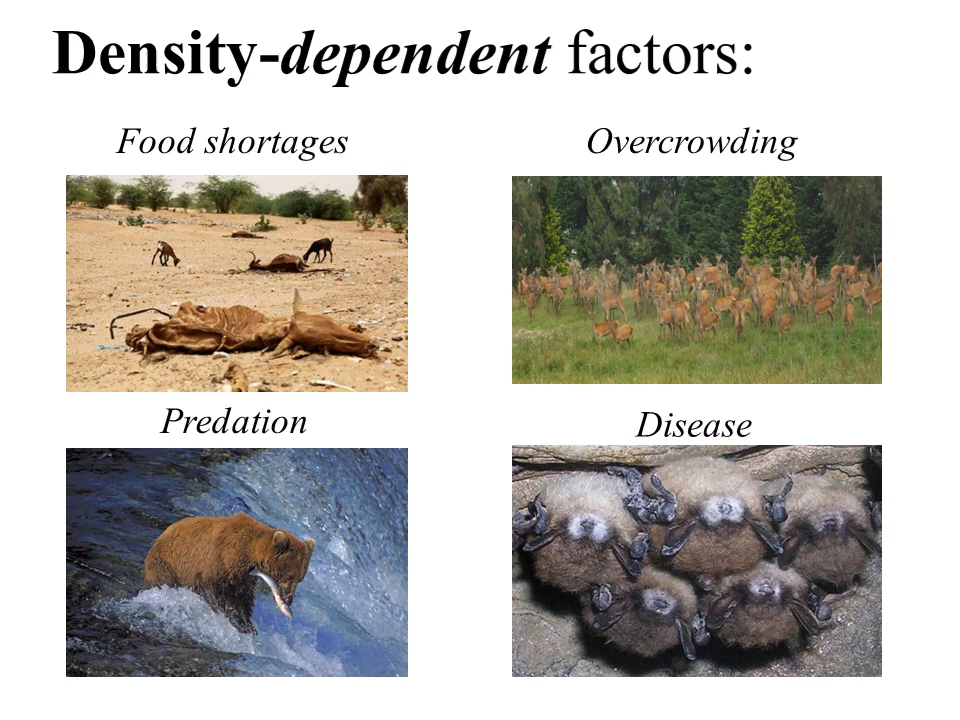 Density-dependent factors:
Food shortages
Overcrowding
Predation
Disease